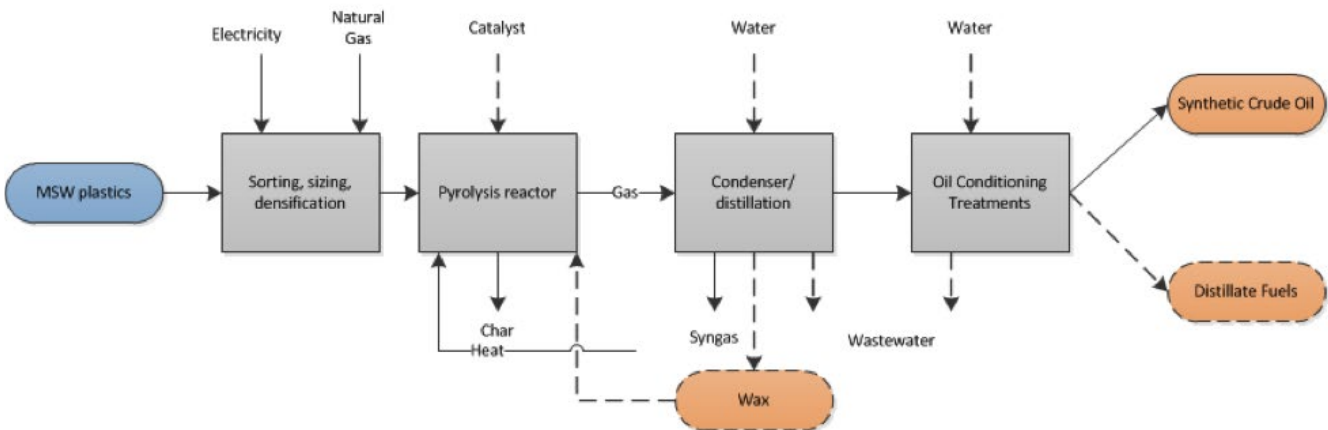 Electricity
Natural
Gas
Catalyst
Water
Water
Synthetic Crude Oil
MSW plastics
Sorting, sizing,
densification
Pyrolysis reactor
Gas
Condenser/
distillation
Oil Conditioning
Treatments
Distillate Fuels
Char
Heat
Syngas
Wastewater
Wax